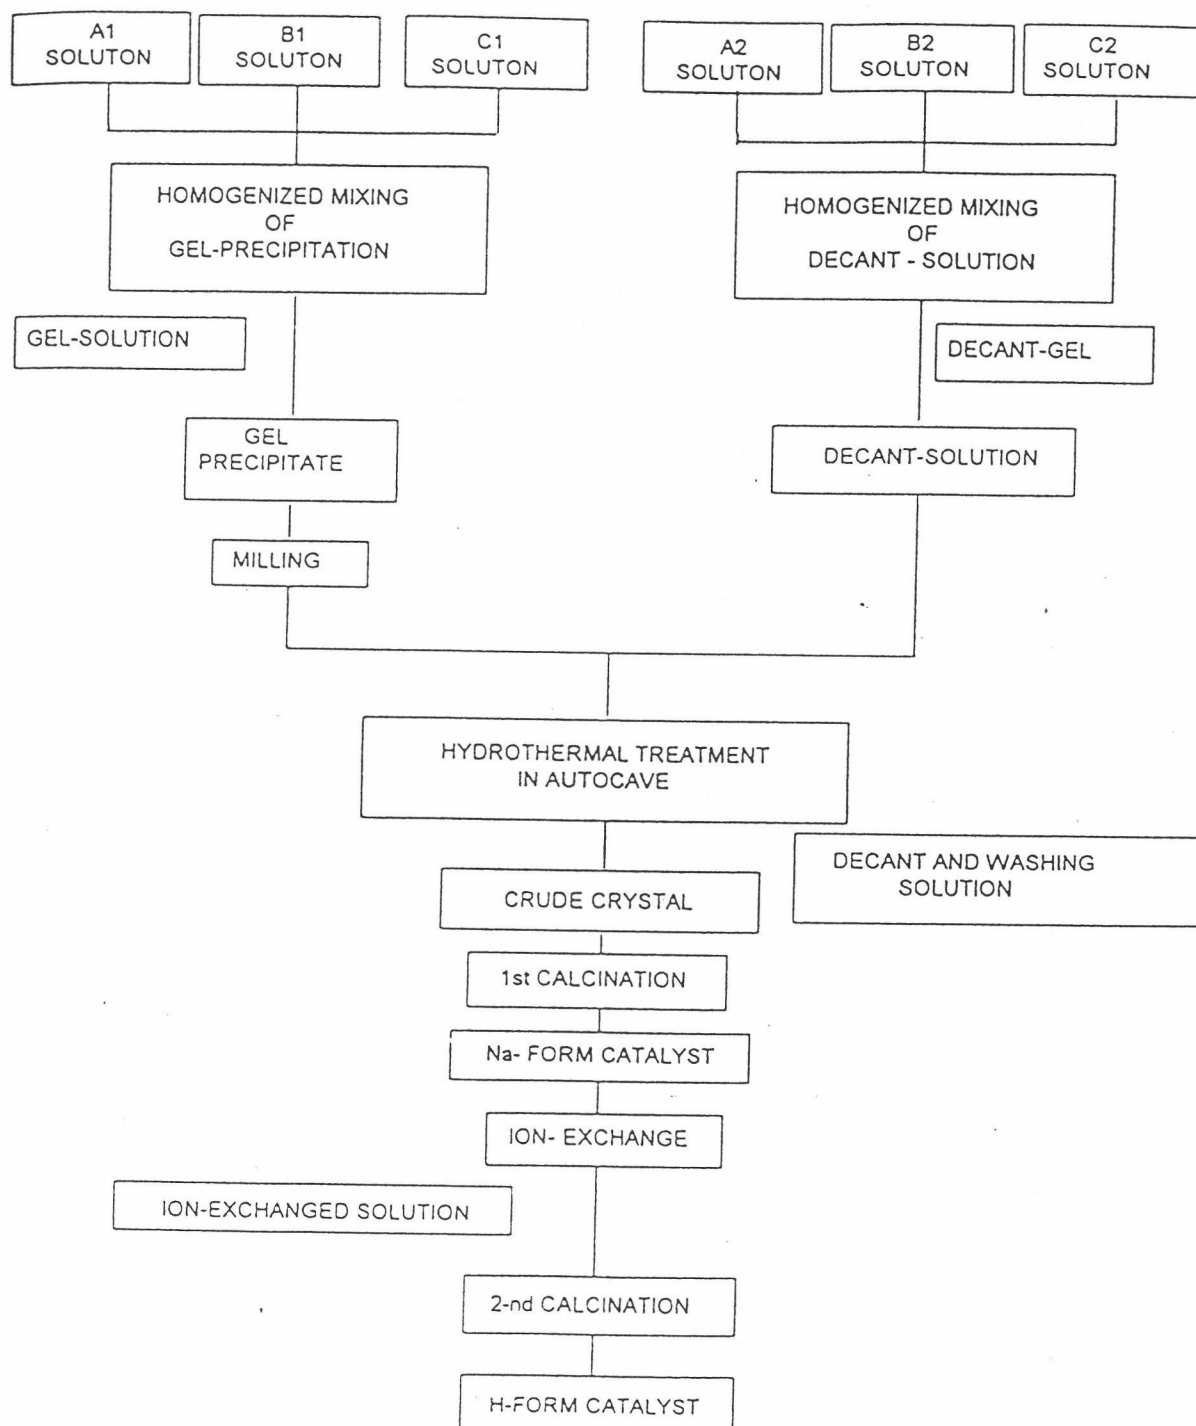 A1
SOLUTON
B1
SOLUTON
C1
SOLUTON
A2
SOLUTON
B2
SOLUTON
C2
SOLUTON
HOMOGENIZED MIXING
OF
GEL-PRECIPITATION
HOMOGENIZED MIXING
OF
DECANT - SOLUTION
GEL-SOLUTION
DECANT-GEL
GEL
PRECIPITATE
DECANT-SOLUTION
MILLING
HYDROTHERMAL TREATMENT
IN AUTOCAVE
DECANT AND WASHING
SOLUTION
CRUDE CRYSTAL
1st CALCINATION
Na- FORM CATALYST
ION- EXCHANGE
ION-EXCHANGED SOLUTION
2-nd CALCINATION
H-FORM CATALYST